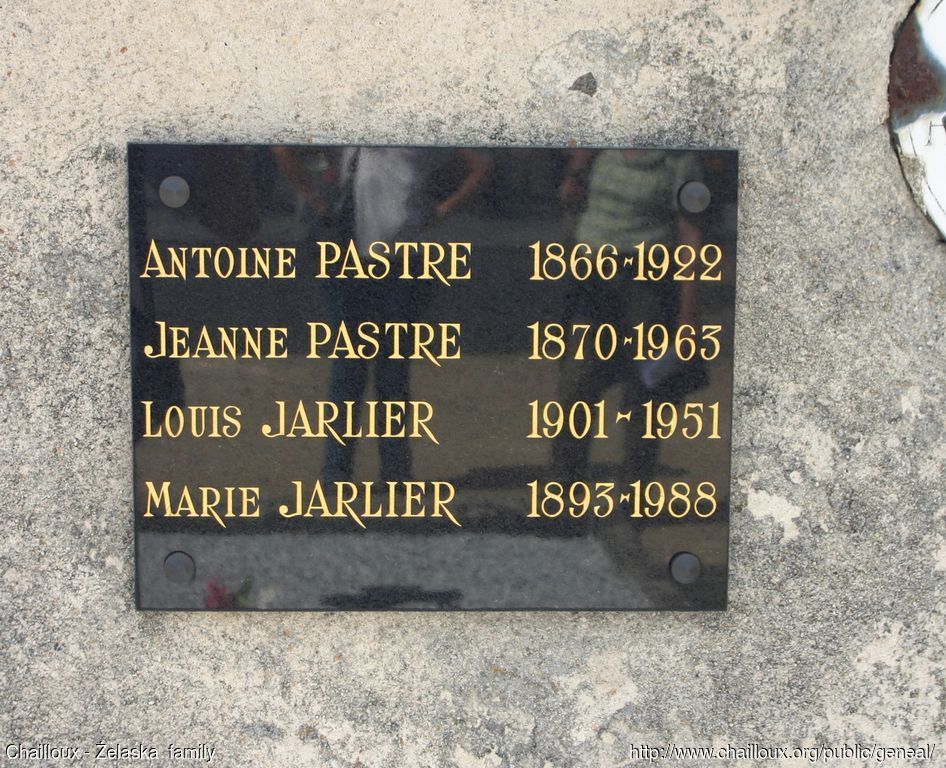 Antoine PASTRE 1866-1922
Jeanne PASTRE 1870-1963
Louis JARLIER 1901-1951
Marie JARLIER 1893-1988
Chailloux - Želaska family
http://www.chailloux.org/public/geneal/